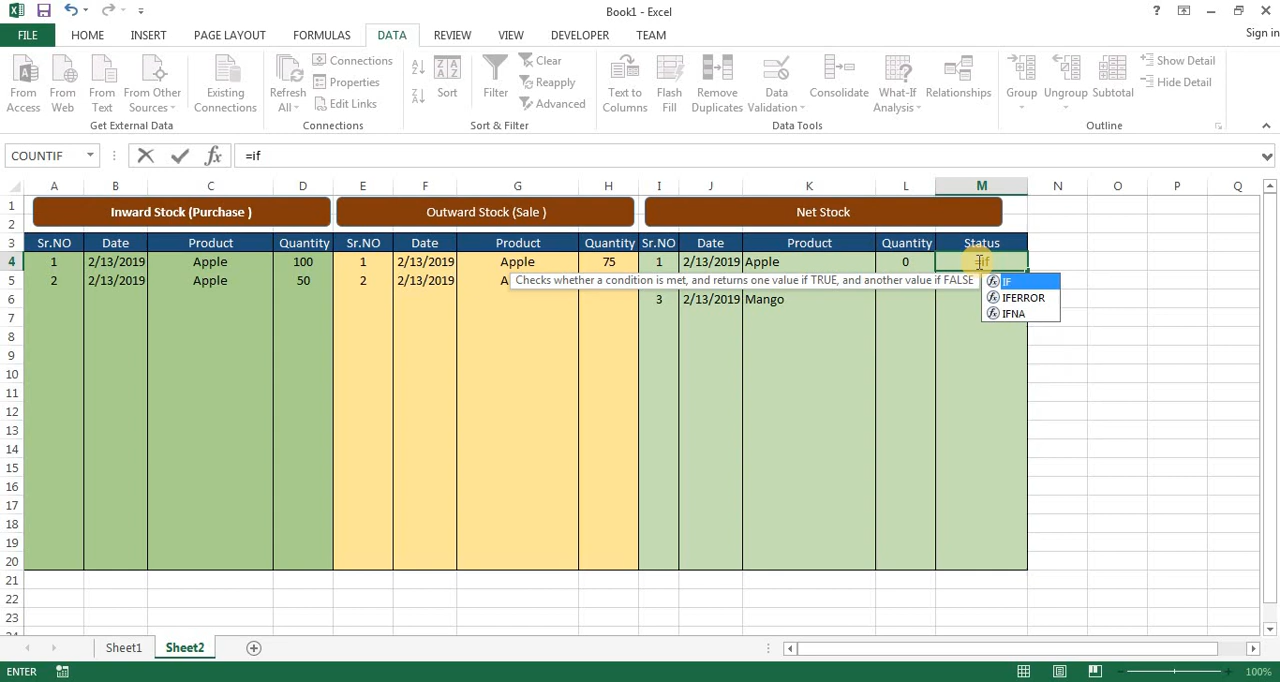 Book1 - Excel
?
FILE HOME INSERT PAGE LAYOUT FORMULAS DATA REVIEW VIEW DEVELOPER TEAM Sign in
From Access
From Web
From Text
From Other Sources
Existing Connections
Get External Data
Refresh All
Connections
Properties
Edit Links
Connections
Sort
Filter
Clear
Reapply
Advanced
Sort & Filter
Text to Columns
Flash Fill
Remove Duplicates
Data Validation
Consolidate
What-If Analysis
Relationships
Data Tools
Group
Ungroup
Subtotal
Show Detail
Hide Detail
Outline
COUNTIF fx =if
A B C D E F G H I J K L M N O P Q
1 Inward Stock (Purchase ) Outward Stock (Sale ) Net Stock
2
3 Sr.NO Date Product Quantity Sr.NO Date Product Quantity Sr.NO Date Product Quantity Status
4 1 2/13/2019 Apple 100 1 2/13/2019 Apple 75 1 2/13/2019 Apple 0 =if
5 2 2/13/2019 Apple 50 2 2/13/2019 Checks whether a condition is met, and returns one value if TRUE, and another value if FALSE IF
3 2/13/2019 Mango IFERROR
IFNA
7
8
9
10
11
12
13
14
15
16
17
18
19
20
21
22
23
Sheet1 Sheet2
ENTER 100%